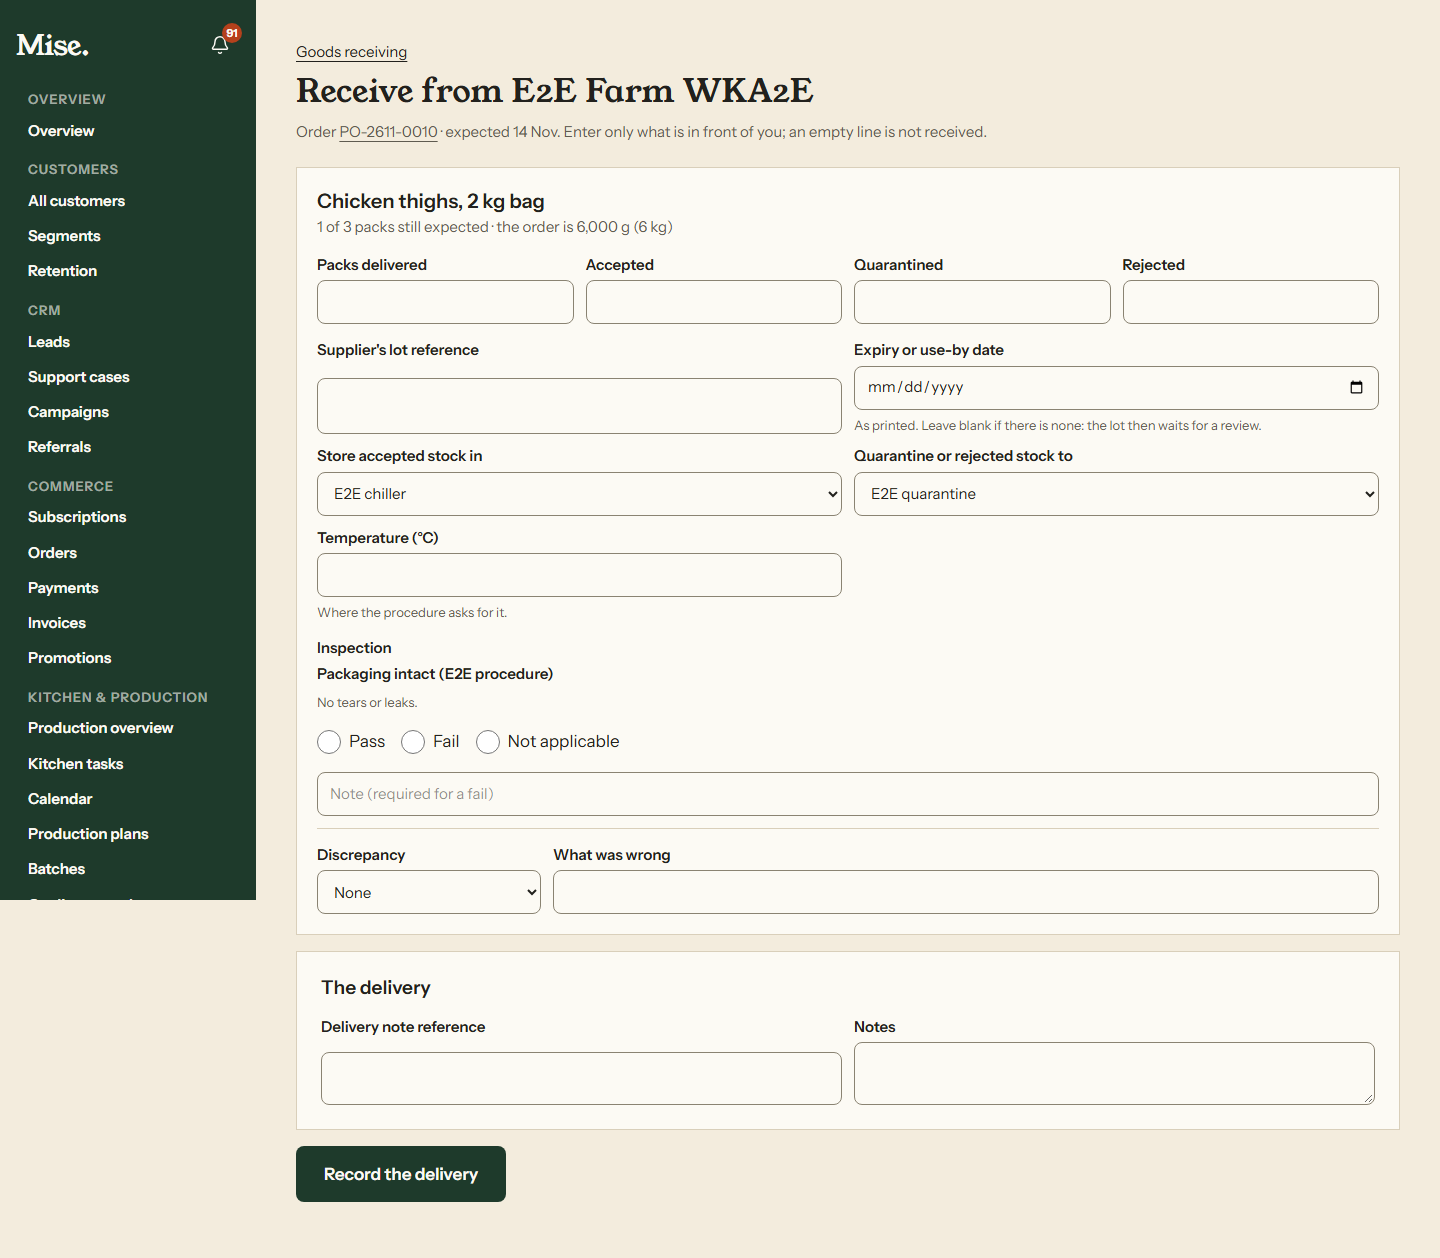 Mise.
91
OVERVIEW
Overview
CUSTOMERS
All customers
Segments
Retention
CRM
Leads
Support cases
Campaigns
Referrals
COMMERCE
Subscriptions
Orders
Payments
Invoices
Promotions
KITCHEN & PRODUCTION
Production overview
Kitchen tasks
Calendar
Production plans
Batches
Goods receiving
Receive from E2E Farm WKA2E
Order PO-2611-0010 · expected 14 Nov. Enter only what is in front of you; an empty line is not received.
Chicken thighs, 2 kg bag
1 of 3 packs still expected · the order is 6,000 g (6 kg)
Packs delivered
Accepted
Quarantined
Rejected
Supplier's lot reference
Expiry or use-by date
mm/dd/yyyy
As printed. Leave blank if there is none: the lot then waits for a review.
Store accepted stock in
Quarantine or rejected stock to
E2E chiller
E2E quarantine
Temperature (°C)
Where the procedure asks for it.
Inspection
Packaging intact (E2E procedure)
No tears or leaks.
Pass
Fail
Not applicable
Note (required for a fail)
Discrepancy
What was wrong
None
The delivery
Delivery note reference
Notes
Record the delivery